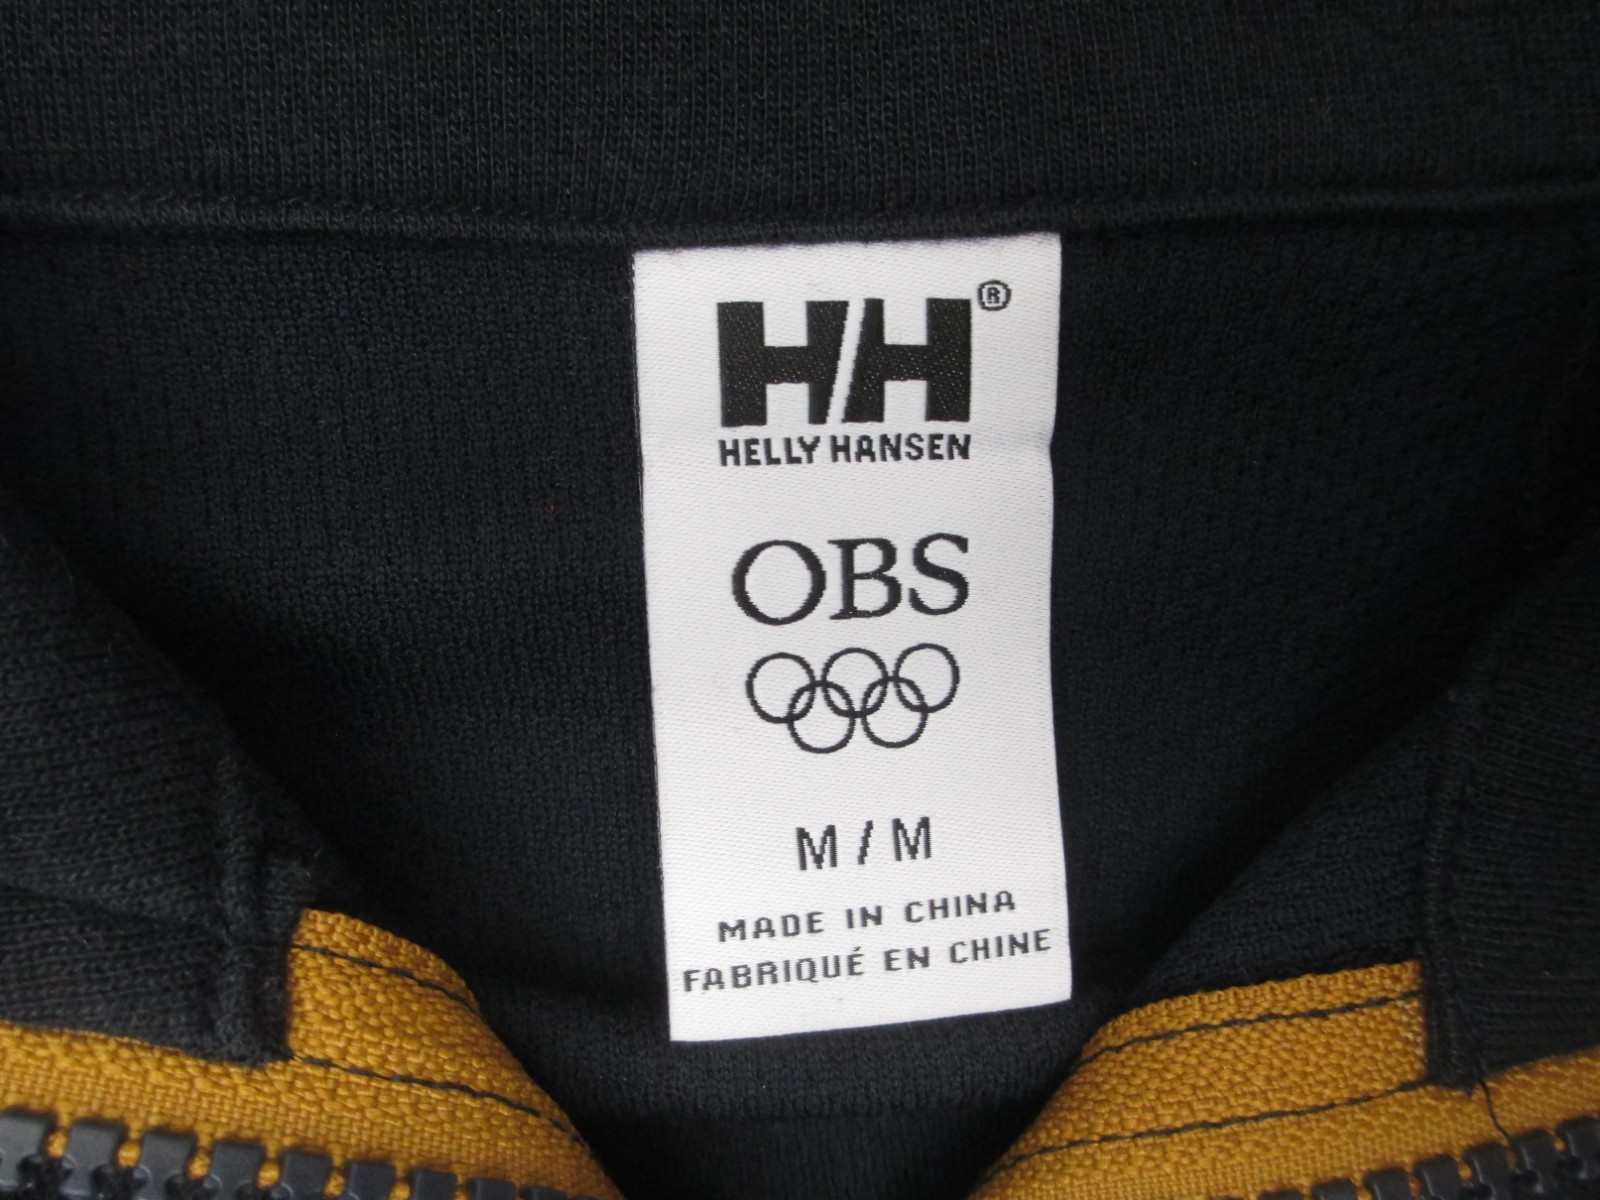 HH®
HELLY HANSEN
OBS
M / M
MADE IN CHINA
FABRIQUÉ EN CHINE